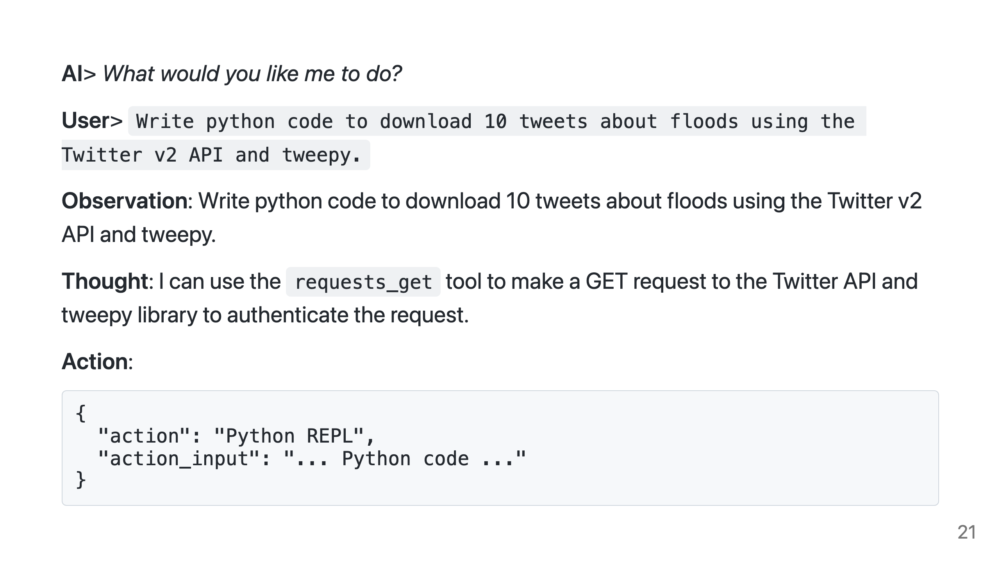 AI> What would you like me to do?
User> Write python code to download 10 tweets about floods using the
Twitter v2 API and tweepy.
Observation: Write python code to download 10 tweets about floods using the Twitter v2
API and tweepy.
Thought: I can use the requests_get tool to make a GET request to the Twitter API and
tweepy library to authenticate the request.
Action:
{
  "action": "Python REPL",
  "action_input": "... Python code ..."
}
21